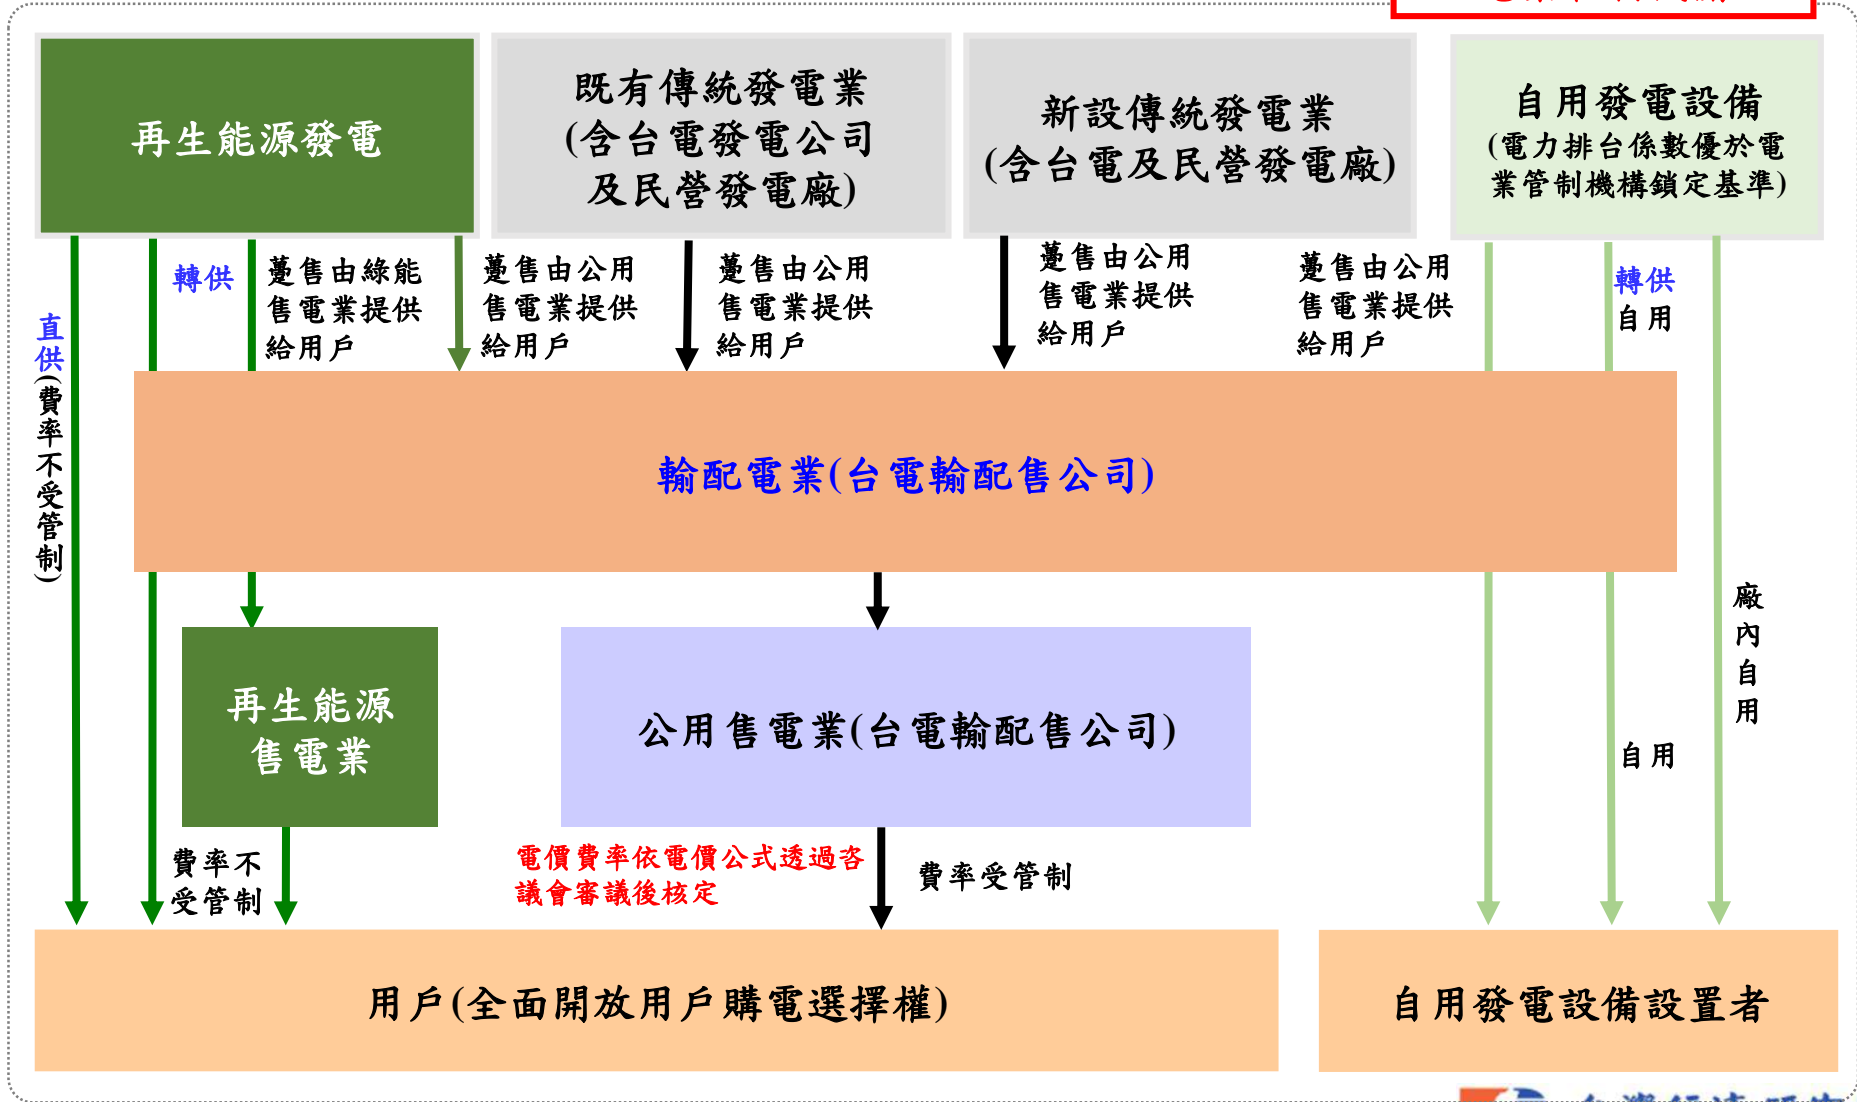 再生能源發電
既有傳統發電業
(含台電發電公司
及民營發電廠)
新設傳統發電業
(含台電及民營發電廠)
自用發電設備
(電力排台係數優於電
業管制機構鎖定基準)
直供(費率不受管制)
轉供
躉售由綠能
售電業提供
給用戶
躉售由公用
售電業提供
給用戶
躉售由公用
售電業提供
給用戶
躉售由公用
售電業提供
給用戶
躉售由公用
售電業提供
給用戶
轉供
自用
輸配電業(台電輸配售公司)
廠內自用
再生能源
售電業
公用售電業(台電輸配售公司)
自用
費率不
受管制
電價費率依電價公式透過咨
議會審議後核定
費率受管制
用戶(全面開放用戶購電選擇權)
自用發電設備設置者